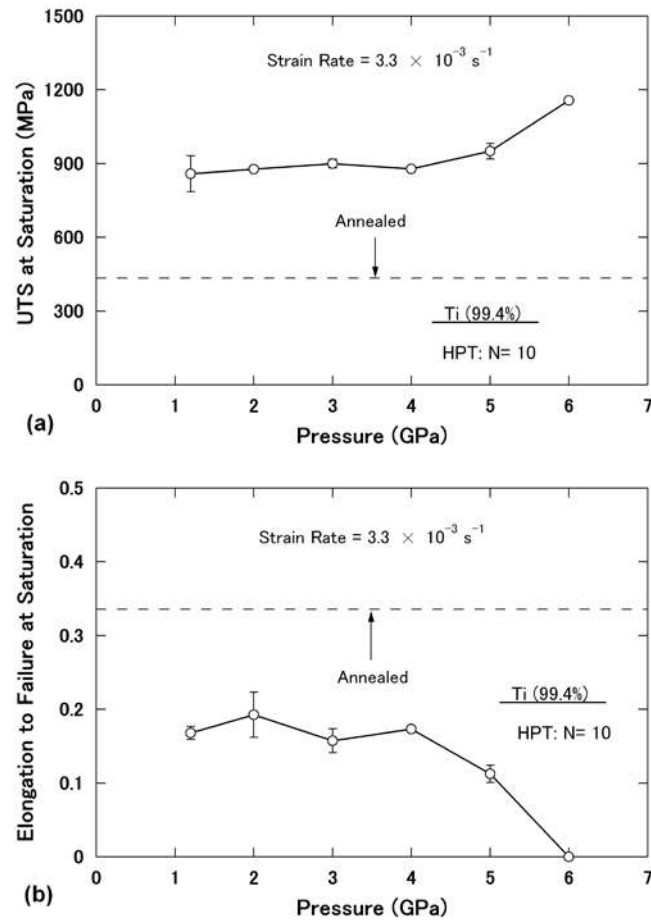 1500
1200
900
600
300
0
UTS at Saturation (MPa)
Strain Rate = 3.3 × 10⁻³ s⁻¹
Annealed
Ti (99.4%)
HPT: N= 10
0 1 2 3 4 5 6 7
Pressure (GPa)
(a)
0.5
0.4
0.3
0.2
0.1
0
Elongation to Failure at Saturation
Strain Rate = 3.3 × 10⁻³ s⁻¹
Annealed
Ti (99.4%)
HPT: N= 10
0 1 2 3 4 5 6 7
Pressure (GPa)
(b)